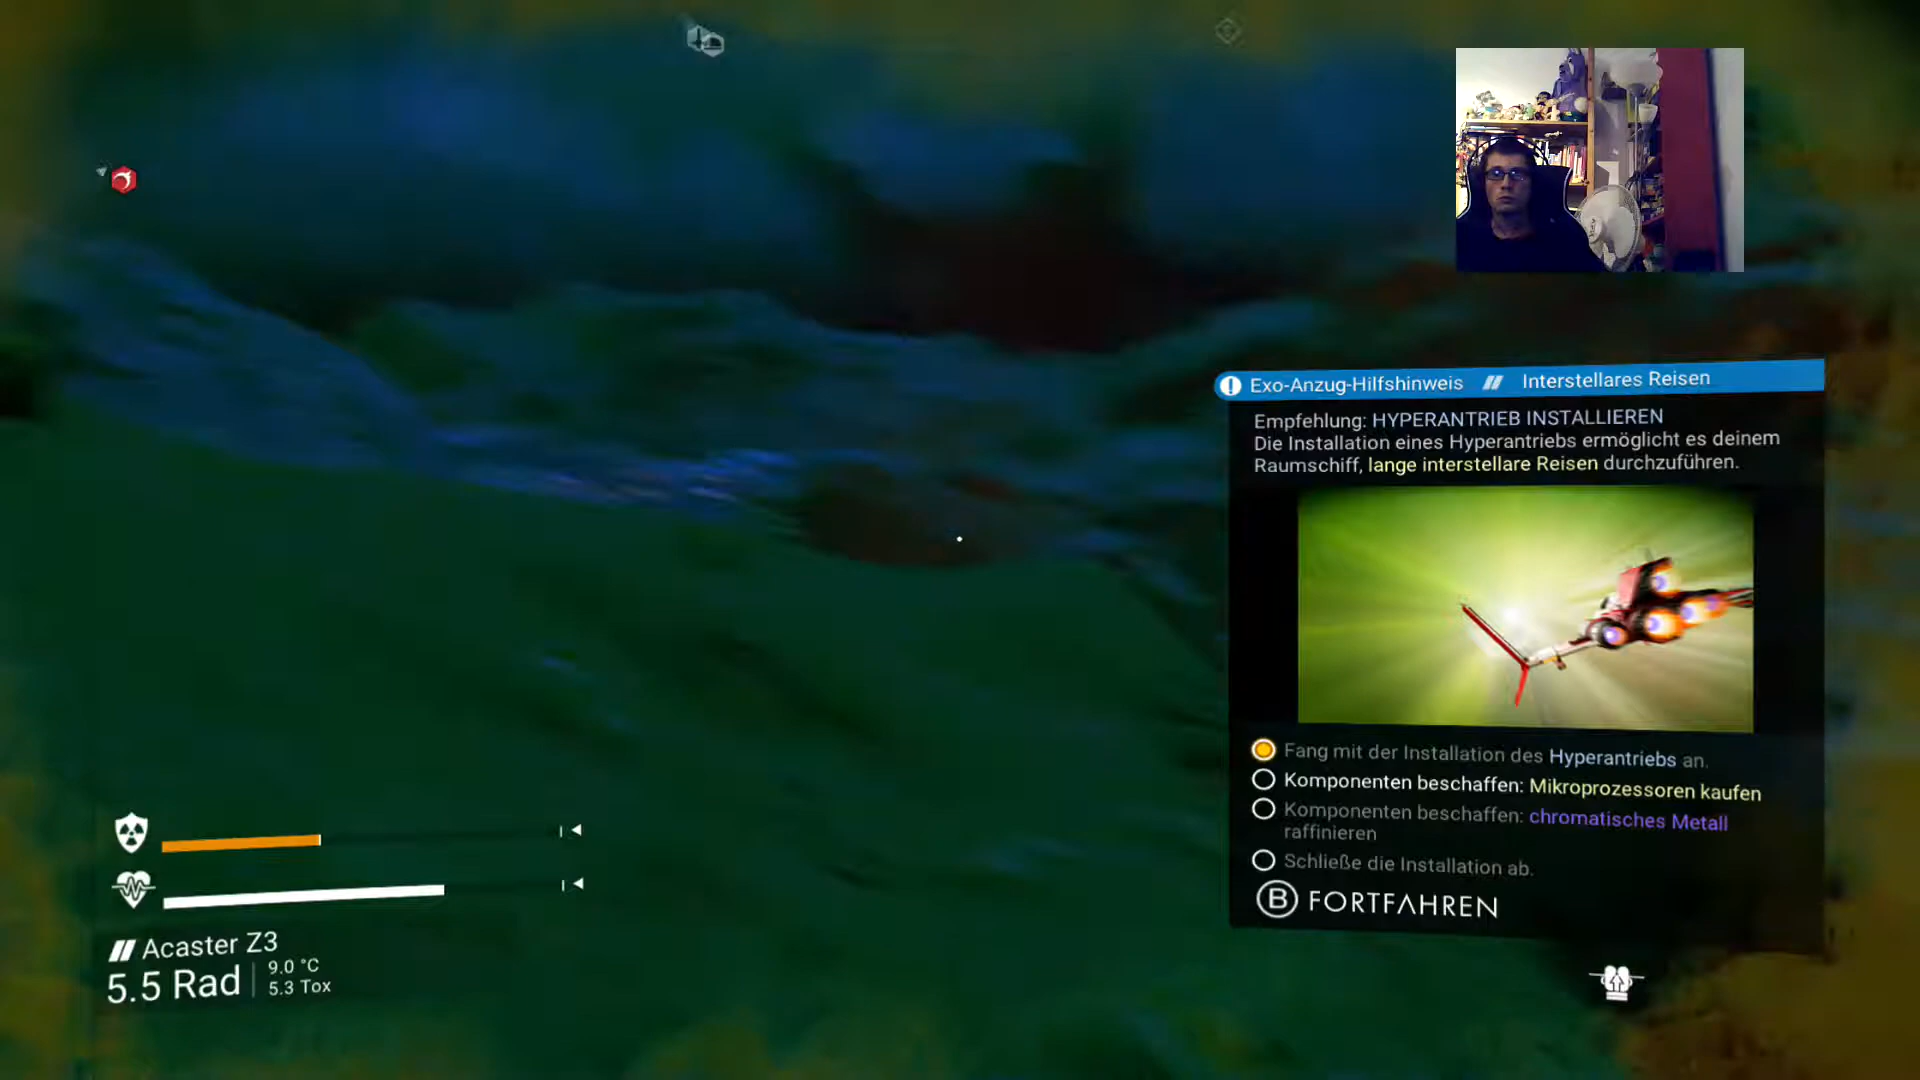 Exo-Anzug-Hilfshinweis // Interstellares Reisen
Empfehlung: HYPERANTRIEB INSTALLIEREN
Die Installation eines Hyperantriebs ermöglicht es deinem
Raumschiff, lange interstellare Reisen durchzuführen.
Fang mit der Installation des Hyperantriebs an.
Komponenten beschaffen: Mikroprozessoren kaufen
Komponenten beschaffen: chromatisches Metall
raffinieren
Schließe die Installation ab.
B FORTFAHREN
// Acaster Z3
5.5 Rad
9.0 °C
5.3 Tox